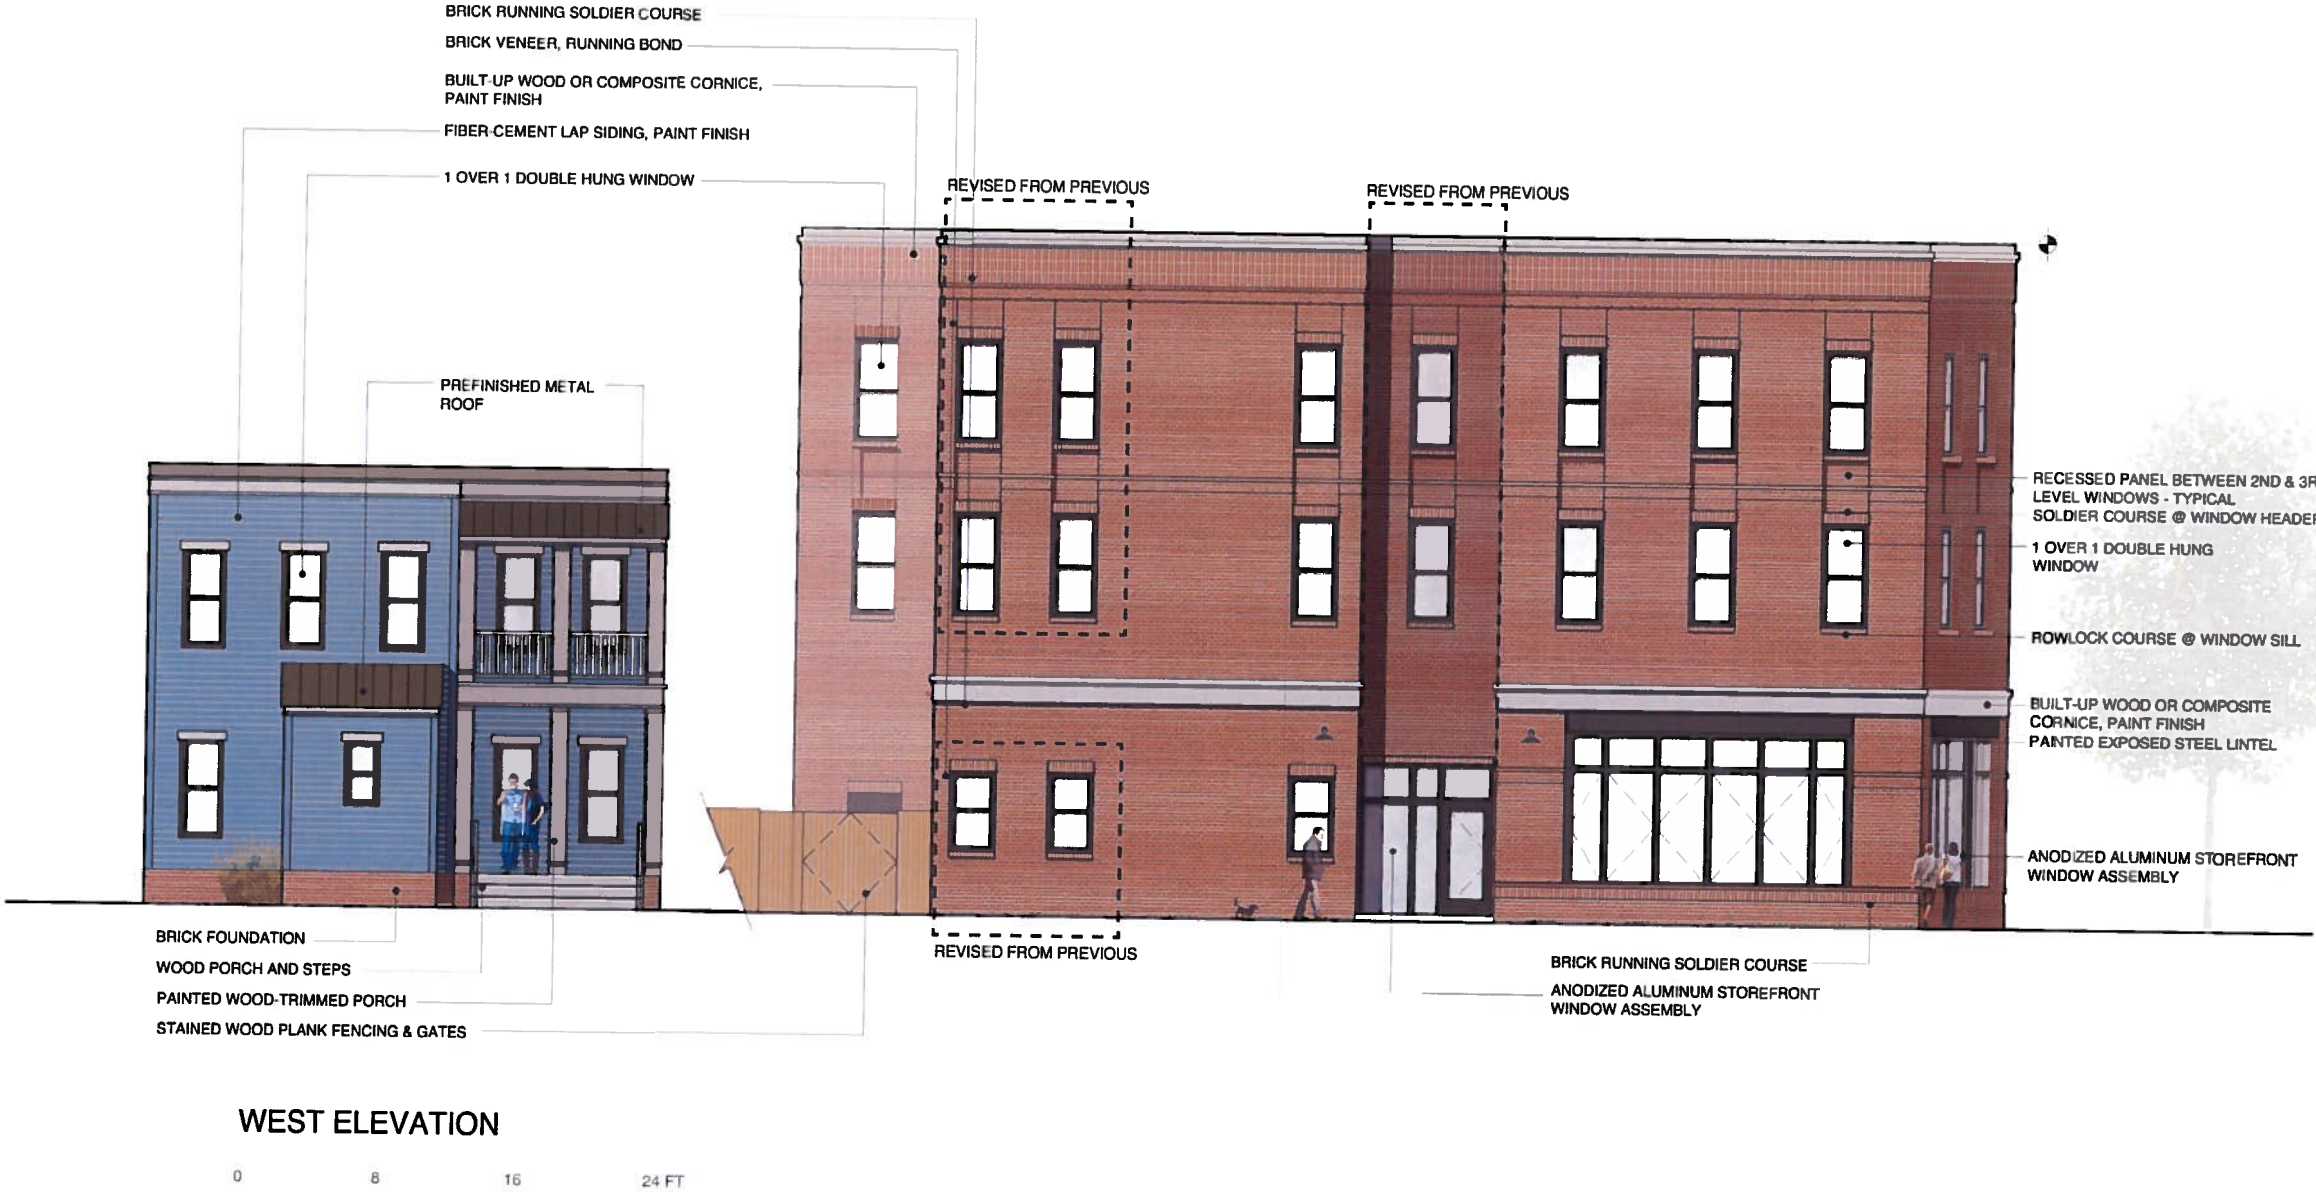 BRICK RUNNING SOLDIER COURSE
BRICK VENEER, RUNNING BOND
BUILT-UP WOOD OR COMPOSITE CORNICE,
PAINT FINISH
FIBER-CEMENT LAP SIDING, PAINT FINISH
1 OVER 1 DOUBLE HUNG WINDOW
REVISED FROM PREVIOUS
REVISED FROM PREVIOUS
PREFINISHED METAL
ROOF
RECESSED PANEL BETWEEN 2ND & 3R
LEVEL WINDOWS - TYPICAL
SOLDIER COURSE @ WINDOW HEADER
1 OVER 1 DOUBLE HUNG
WINDOW
ROWLOCK COURSE @ WINDOW SILL
BUILT-UP WOOD OR COMPOSITE
CORNICE, PAINT FINISH
PAINTED EXPOSED STEEL LINTEL
ANODIZED ALUMINUM STOREFRONT
WINDOW ASSEMBLY
BRICK FOUNDATION
WOOD PORCH AND STEPS
PAINTED WOOD-TRIMMED PORCH
STAINED WOOD PLANK FENCING & GATES
REVISED FROM PREVIOUS
BRICK RUNNING SOLDIER COURSE
ANODIZED ALUMINUM STOREFRONT
WINDOW ASSEMBLY
WEST ELEVATION
0 8 16 24 FT